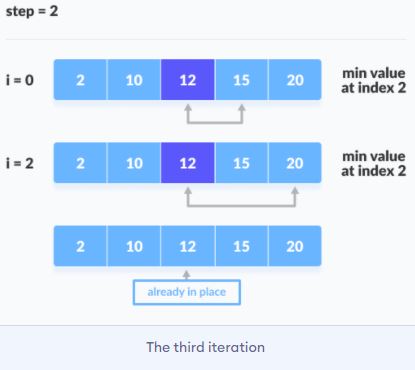 step = 2
i = 0
2 10 12 15 20
min value
at index 2
i = 2
2 10 12 15 20
min value
at index 2
2 10 12 15 20
already in place
The third iteration